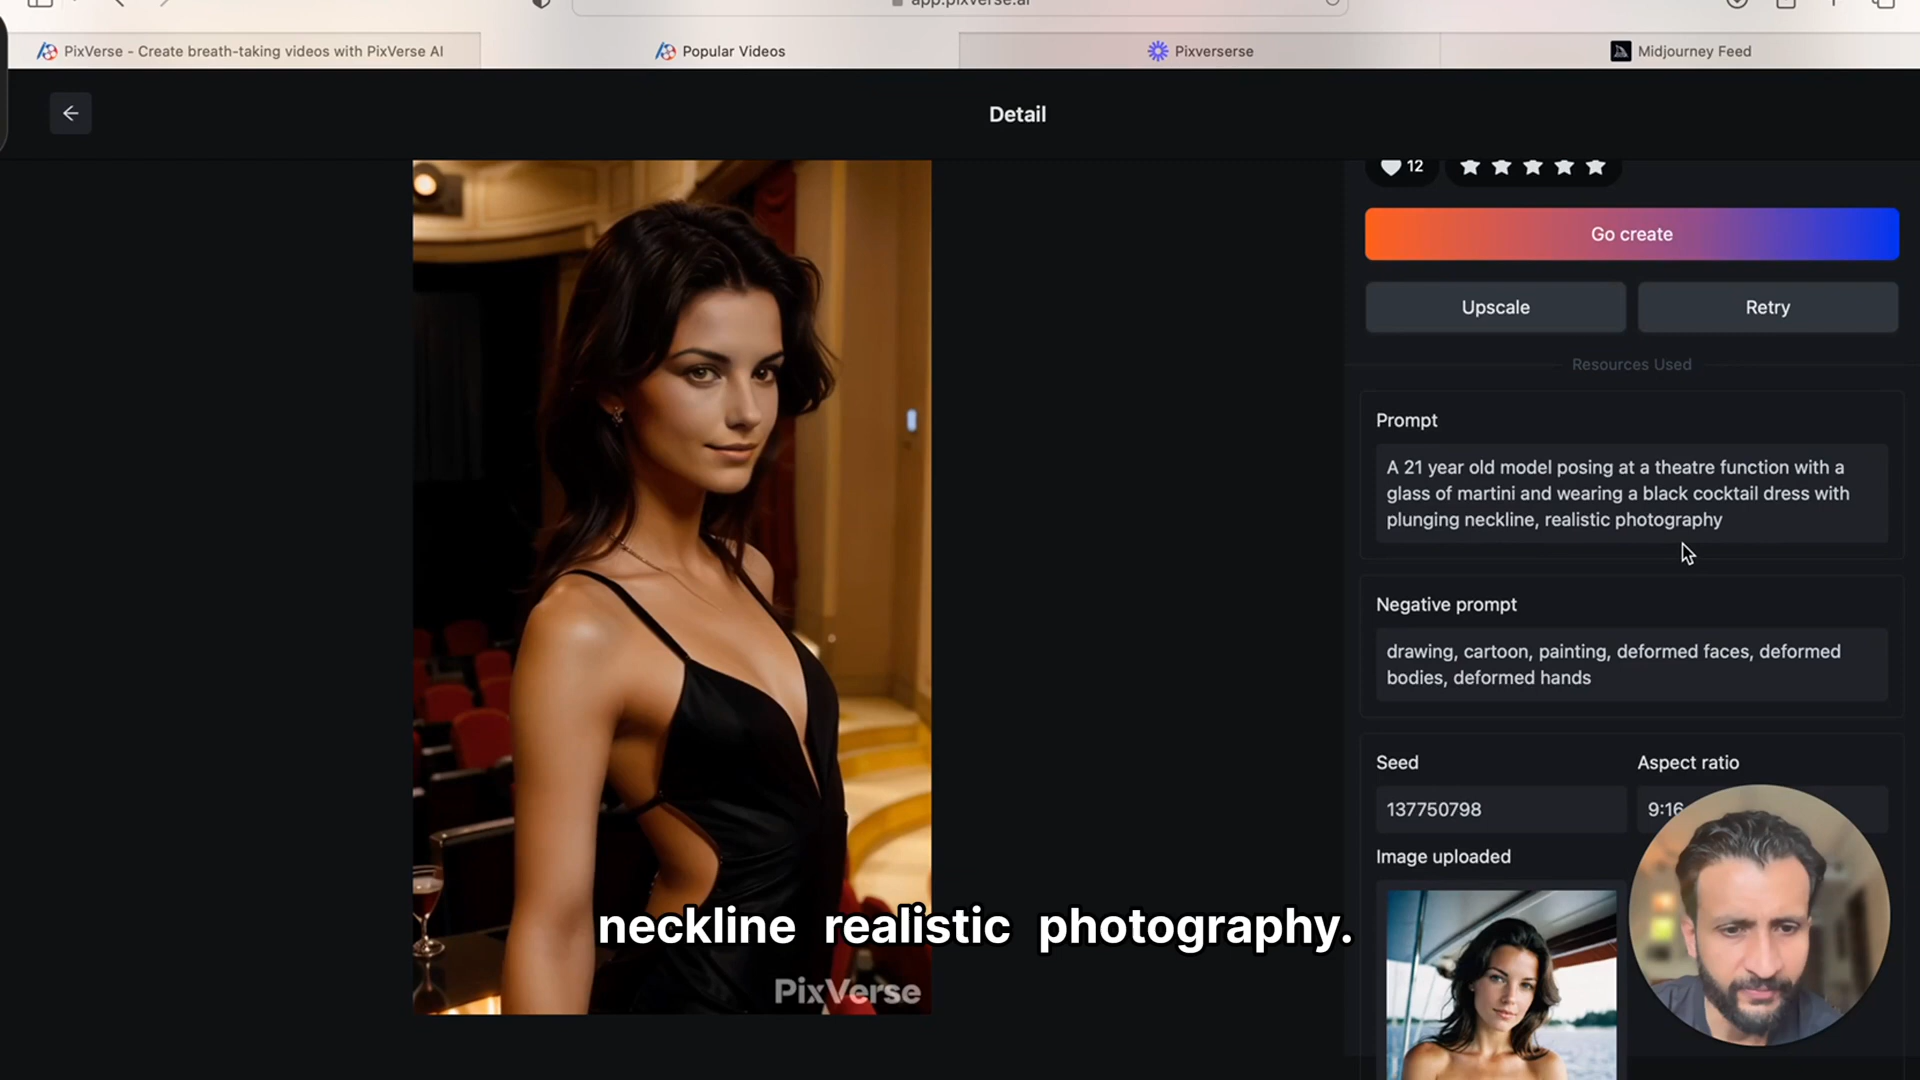 app.pixverse.ai
PixVerse - Create breath-taking videos with PixVerse AI
Popular Videos
Pixverserse
Midjourney Feed
Detail
12
Go create
Upscale
Retry
Resources Used
Prompt
A 21 year old model posing at a theatre function with a
glass of martini and wearing a black cocktail dress with
plunging neckline, realistic photography
Negative prompt
drawing, cartoon, painting, deformed faces, deformed
bodies, deformed hands
Seed
Aspect ratio
137750798
9:16
Image uploaded
neckline realistic photography.
PixVerse